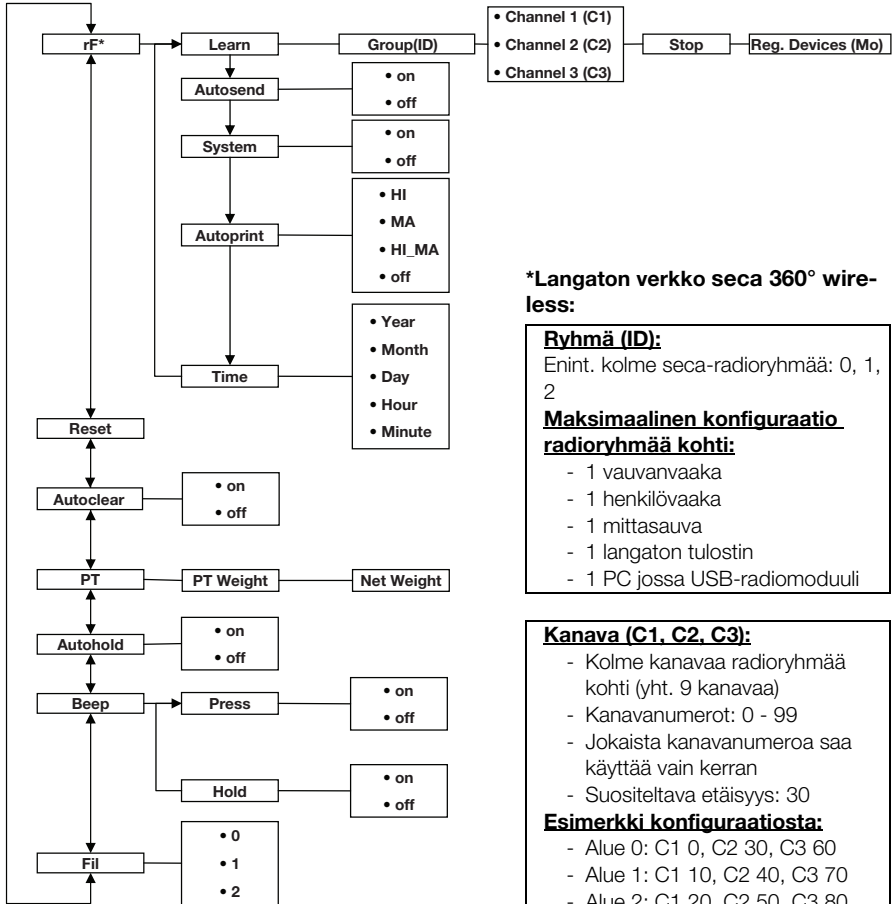 rF*
Learn
Group(ID)
• Channel 1 (C1)
• Channel 2 (C2)
• Channel 3 (C3)
Stop
Reg. Devices (Mo)
Autosend
• on
• off
System
• on
• off
Autoprint
• HI
• MA
• HI_MA
• off
Time
• Year
• Month
• Day
• Hour
• Minute
Reset
Autoclear
• on
• off
PT
PT Weight
Net Weight
Autohold
• on
• off
Beep
Press
• on
• off
Hold
• on
• off
Fil
• 0
• 1
• 2
*Langaton verkko seca 360° wire-
less:
Ryhmä (ID):
Enint. kolme seca-radioryhmää: 0, 1,
2
Maksimaalinen konfiguraatio
radioryhmää kohti:
- 1 vauvanvaaka
- 1 henkilövaaka
- 1 mittasauva
- 1 langaton tulostin
- 1 PC jossa USB-radiomoduuli
Kanava (C1, C2, C3):
- Kolme kanavaa radioryhmää
kohti (yht. 9 kanavaa)
- Kanavanumerot: 0 - 99
- Jokaista kanavanumeroa saa
käyttää vain kerran
- Suositeltava etäisyys: 30
Esimerkki konfiguraatiosta:
- Alue 0: C1 0, C2 30, C3 60
- Alue 1: C1 10, C2 40, C3 70
- Alue 2: C1 20, C2 50, C3 80